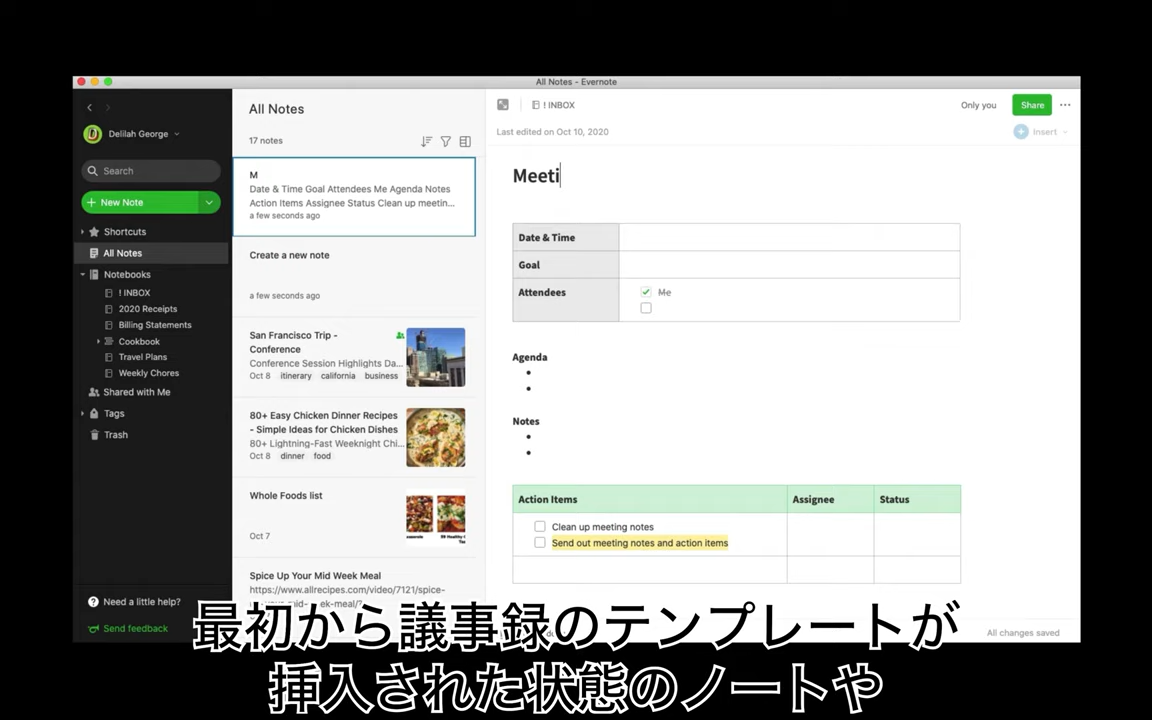 All Notes - Evernote
Delilah George
Search
New Note
Shortcuts
All Notes
Notebooks
! INBOX
2020 Receipts
Billing Statements
Cookbook
Travel Plans
Weekly Chores
Shared with Me
Tags
Trash
Need a little help?
Send feedback
All Notes
17 notes
M
Date & Time Goal Attendees Me Agenda Notes
Action Items Assignee Status Clean up meetin...
a few seconds ago
Create a new note
a few seconds ago
San Francisco Trip -
Conference
Conference Session Highlights Da...
Oct 8 itinerary california business
80+ Easy Chicken Dinner Recipes
- Simple Ideas for Chicken Dishes
80+ Lightning-Fast Weeknight Chi...
Oct 8 dinner food
Whole Foods list
Oct 7
Spice Up Your Mid Week Meal
https://www.allrecipes.com/video/7121/spice-
! INBOX
Only you
Share
Last edited on Oct 10, 2020
Insert
Meeti
Date & Time
Goal
Attendees
Me
Agenda
Notes
Action Items Assignee Status
Clean up meeting notes
Send out meeting notes and action items
All changes saved
最初から議事録のテンプレートが
挿入された状態のノートや